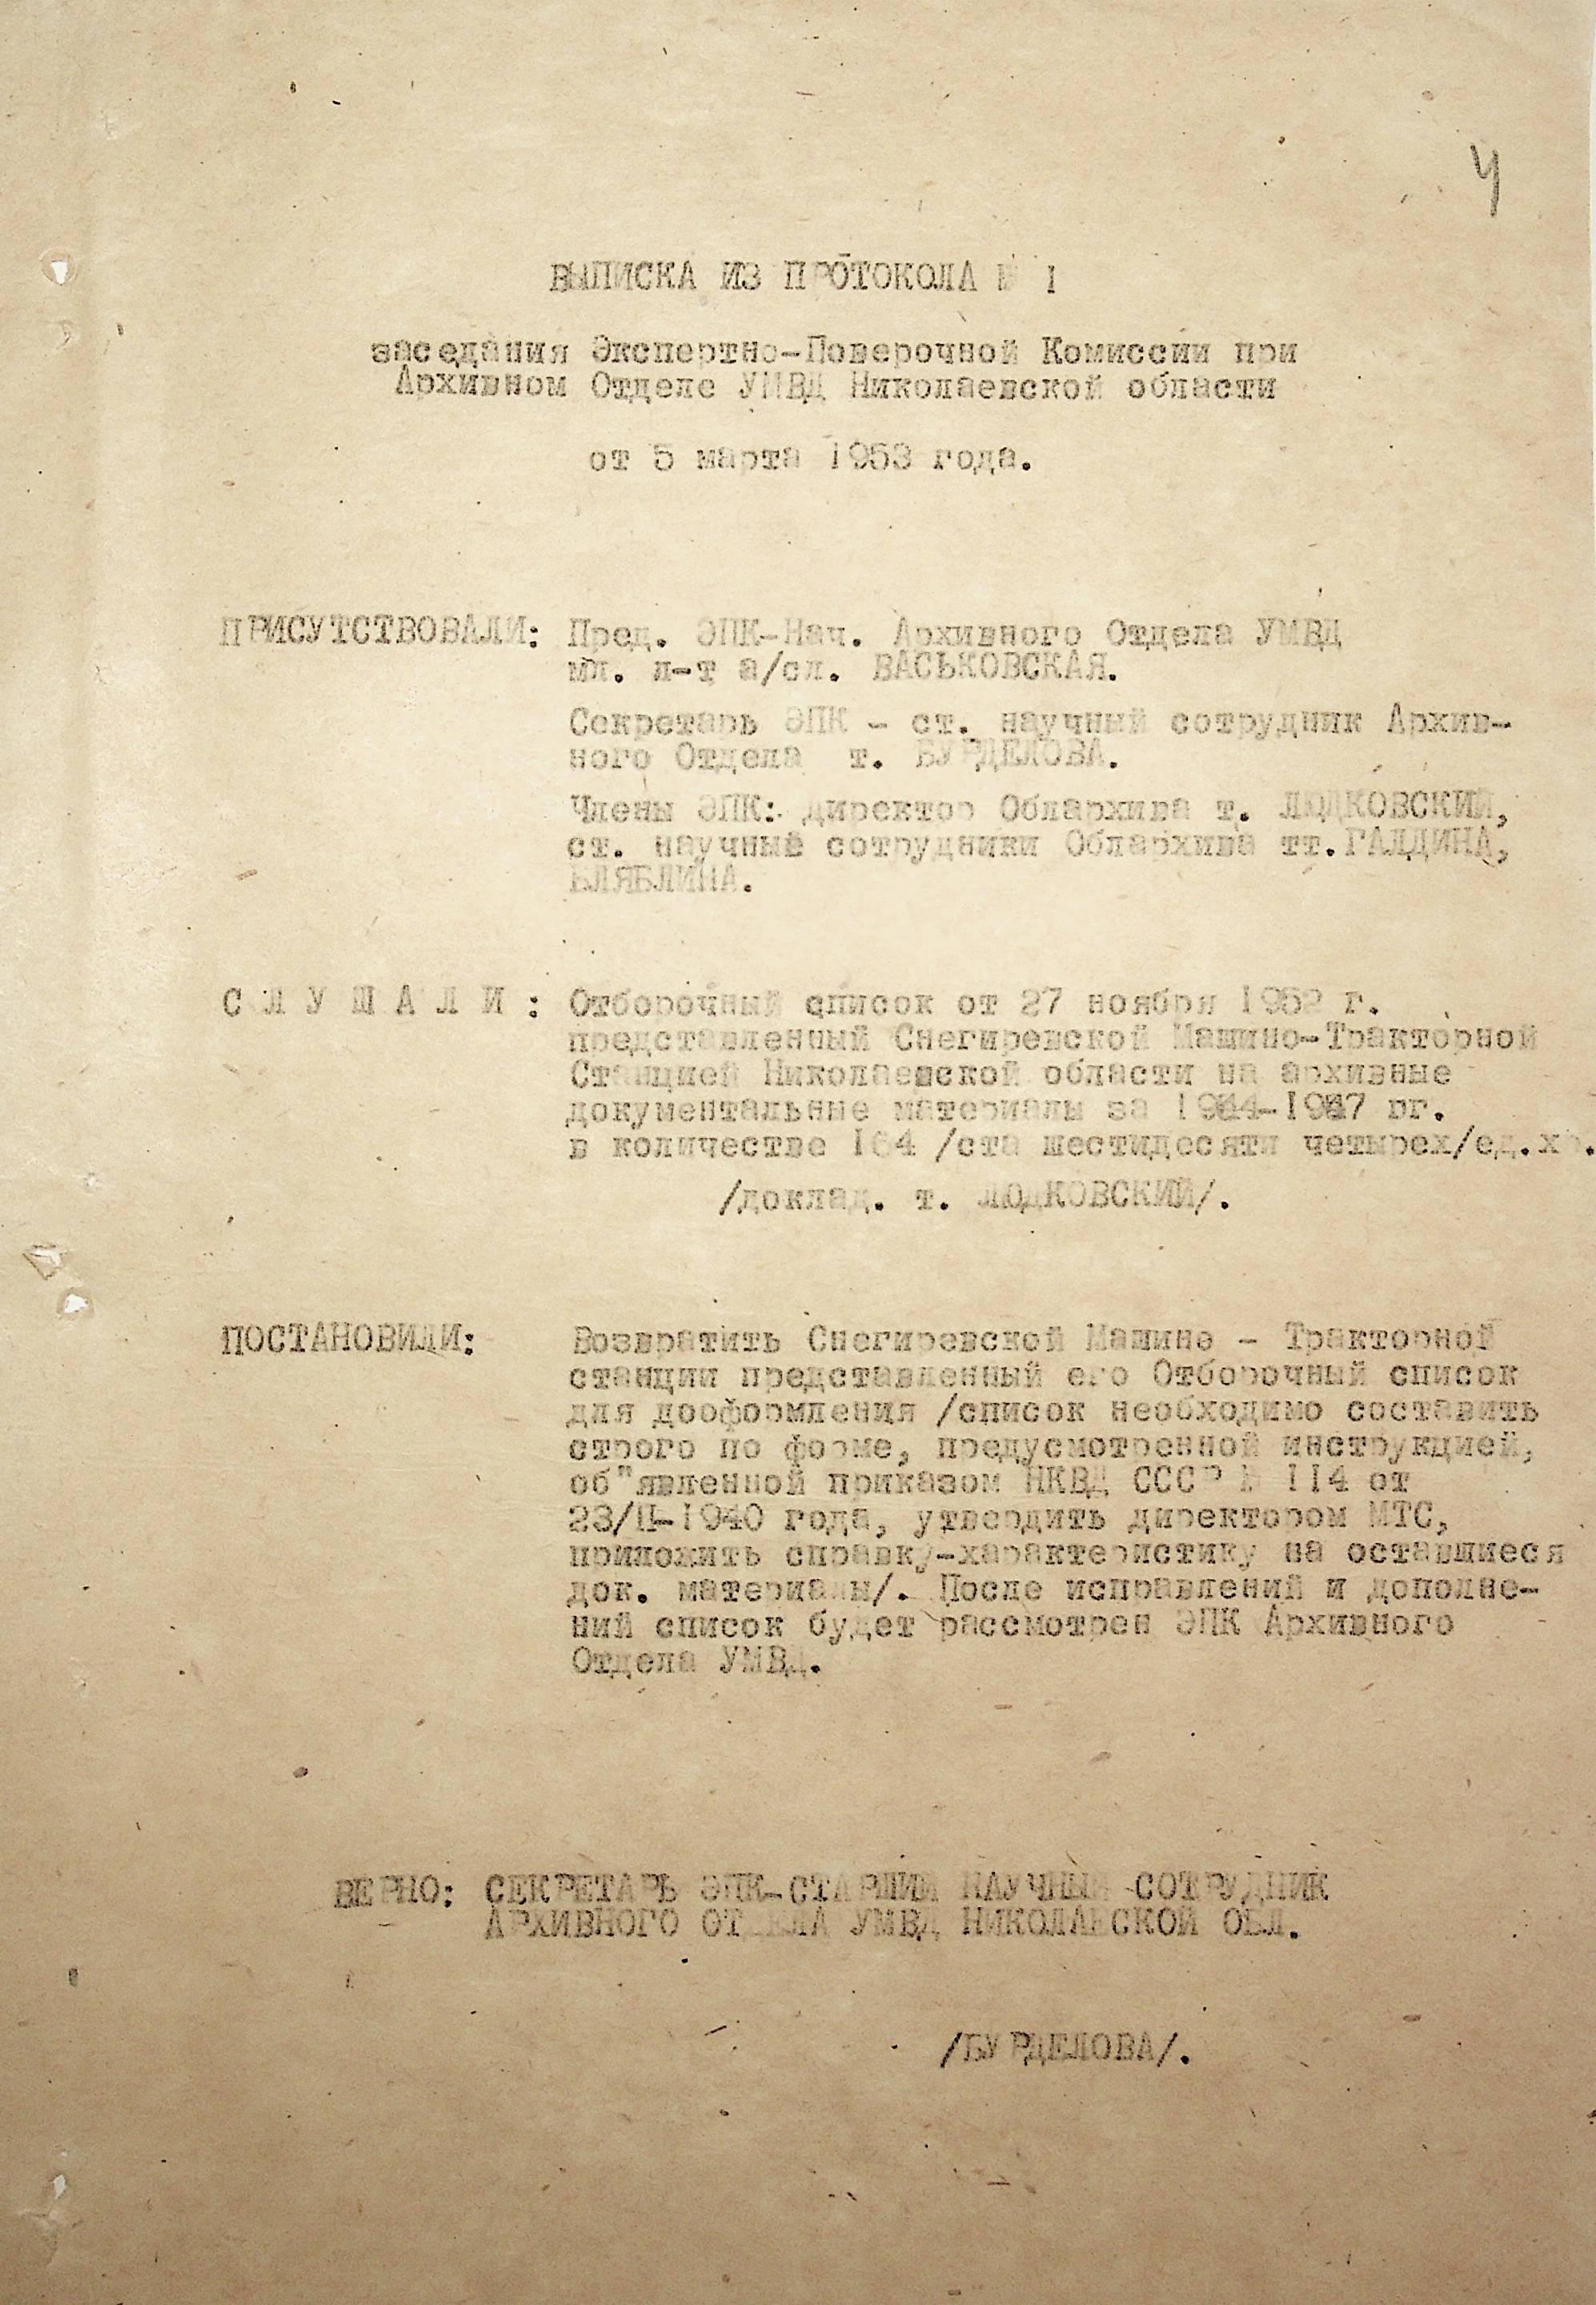 4
ВЫПИСКА ИЗ ПРОТОКОЛА № 1
заседания Экспертно-Поверочной Комиссии при
Архивном Отделе УМВД Николаевской области
от 5 марта 1953 года.
ПРИСУТСТВОВАЛИ: Пред. ЭПК-Нач. Архивного Отдела УМВД
мл. л-т а/сл. ВАСЬКОВСКАЯ.
Секретарь ЭПК - ст. научный сотрудник Архив-
ного Отдела т. БУРДЕЛОВА.
Члены ЭПК: директор Облархива т. ЛОДКОВСКИЙ,
ст. научные сотрудники Облархива тт. ГАЛДИНА,
БЛЯБЛИНА.
С Л У Ш А Л И : Отборочный список от 27 ноября 1952 г.
представленный Снегиревской Машино-Тракторной
Станцией Николаевской области на архивные
документальные материалы за 1944-1947 гг.
в количестве 164 /ста шестидесяти четырех/ед.хр.
/доклад. т. ЛОДКОВСКИЙ/.
ПОСТАНОВИЛИ: Возвратить Снегиревской Машино - Тракторной
станции представленный его Отборочный список
для дооформления /список необходимо составить
строго по форме, предусмотренной инструкцией,
об"явленной приказом НКВД СССР № 114 от
23/II-1940 года, утвердить директором МТС,
приложить справку-характеристику на оставшиеся
док. материалы/. После исправлений и дополне-
ний список будет рассмотрен ЭПК Архивного
Отдела УМВД.
ВЕРНО: СЕКРЕТАРЬ ЭПК-СТАРШИЙ НАУЧНЫЙ СОТРУДНИК
АРХИВНОГО ОТДЕЛА УМВД НИКОЛАЕВСКОЙ ОБЛ.
/БУРДЕЛОВА/.